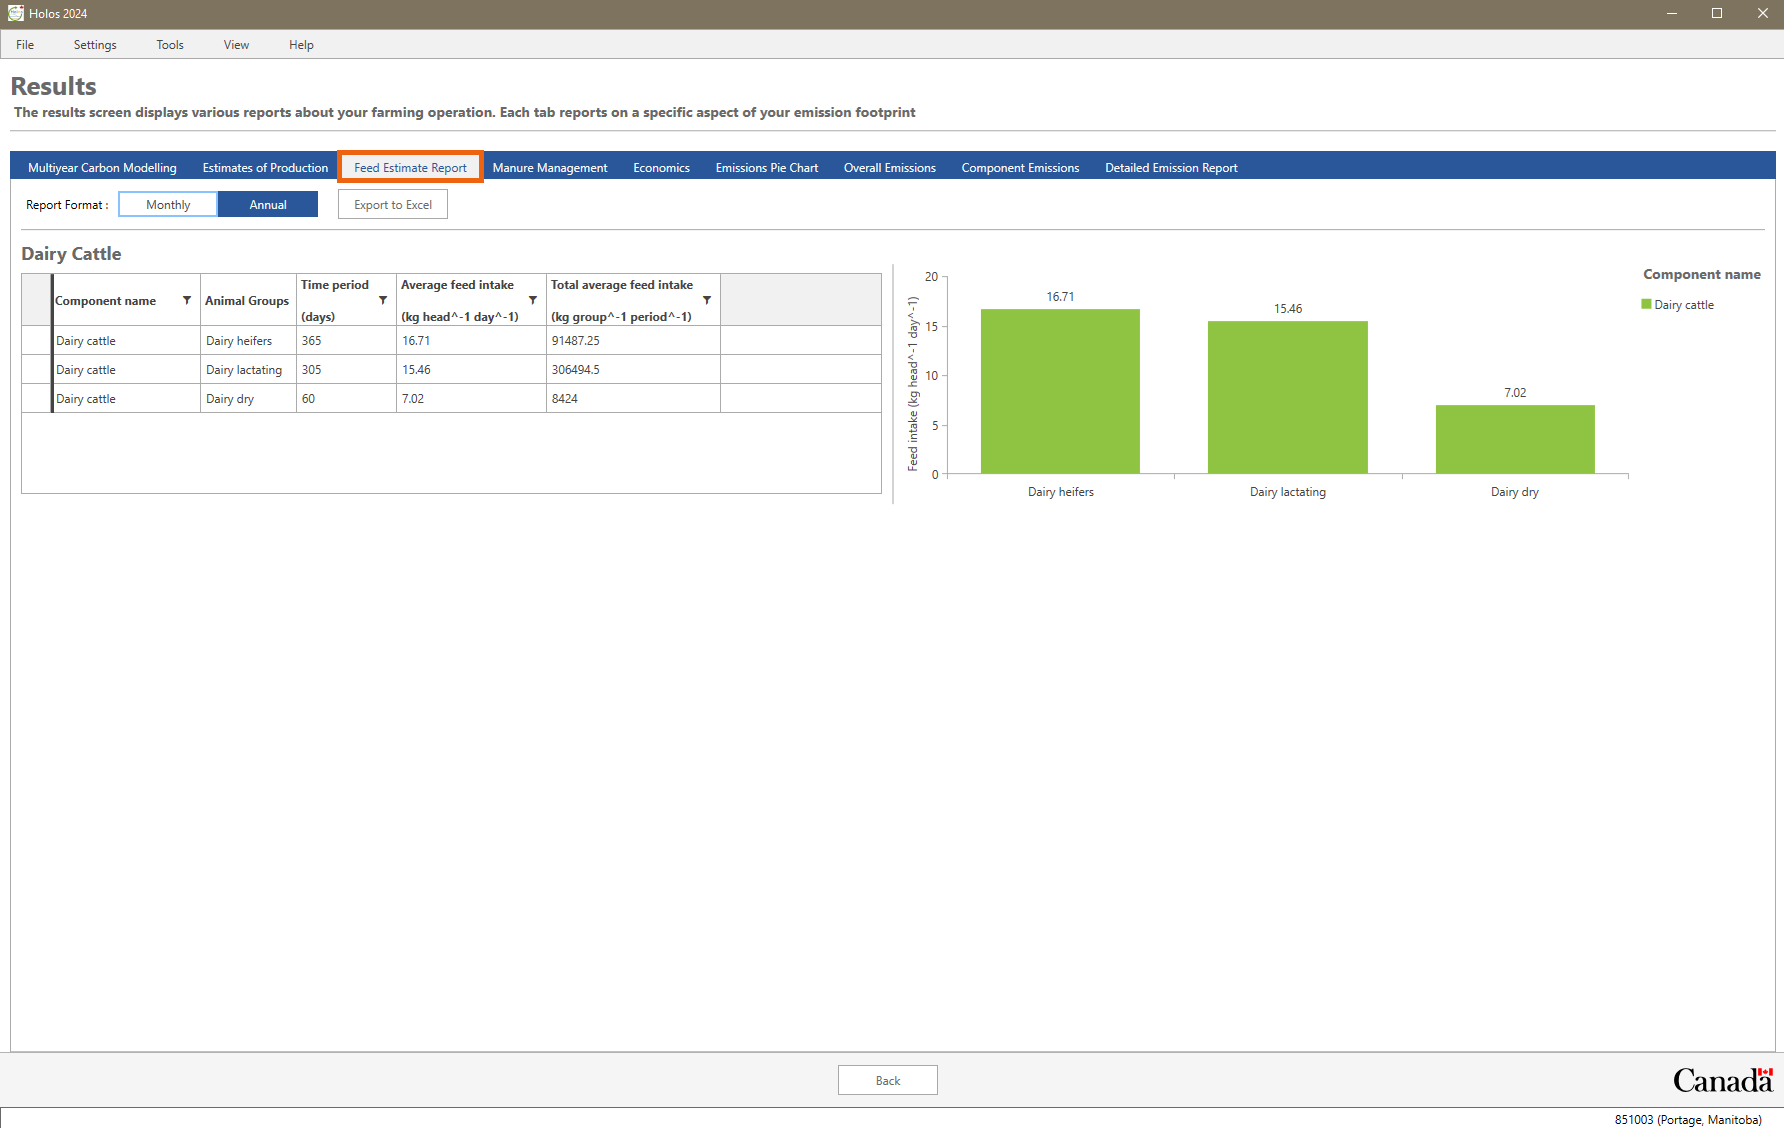 Holos 2024
File Settings Tools View Help
Results
The results screen displays various reports about your farming operation. Each tab reports on a specific aspect of your emission footprint
Multiyear Carbon Modelling Estimates of Production Feed Estimate Report Manure Management Economics Emissions Pie Chart Overall Emissions Component Emissions Detailed Emission Report
Report Format : Monthly Annual Export to Excel
Dairy Cattle
Component name Animal Groups Time period (days) Average feed intake (kg head^-1 day^-1) Total average feed intake (kg group^-1 period^-1)
Dairy cattle Dairy heifers 365 16.71 91487.25
Dairy cattle Dairy lactating 305 15.46 306494.5
Dairy cattle Dairy dry 60 7.02 8424
Feed intake (kg head^-1 day^-1)
20
15
10
5
0
16.71
15.46
7.02
Dairy heifers Dairy lactating Dairy dry
Component name
Dairy cattle
Back
Canada
851003 (Portage, Manitoba)